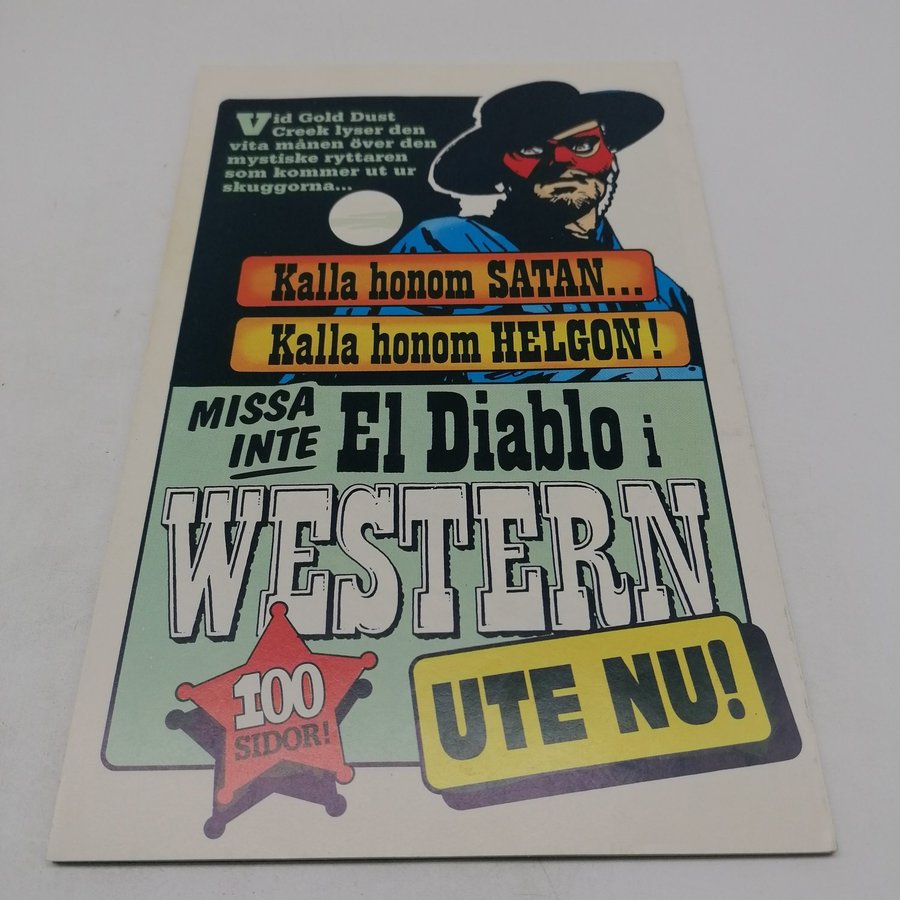 Vid Gold Dust
Creek lyser den
vita månen över den
mystiske ryttaren
som kommer ut ur
skuggorna...
Kalla honom SATAN...
Kalla honom HELGON!
MISSA
INTE
El Diablo i
WESTERN
100
SIDOR!
UTE NU!